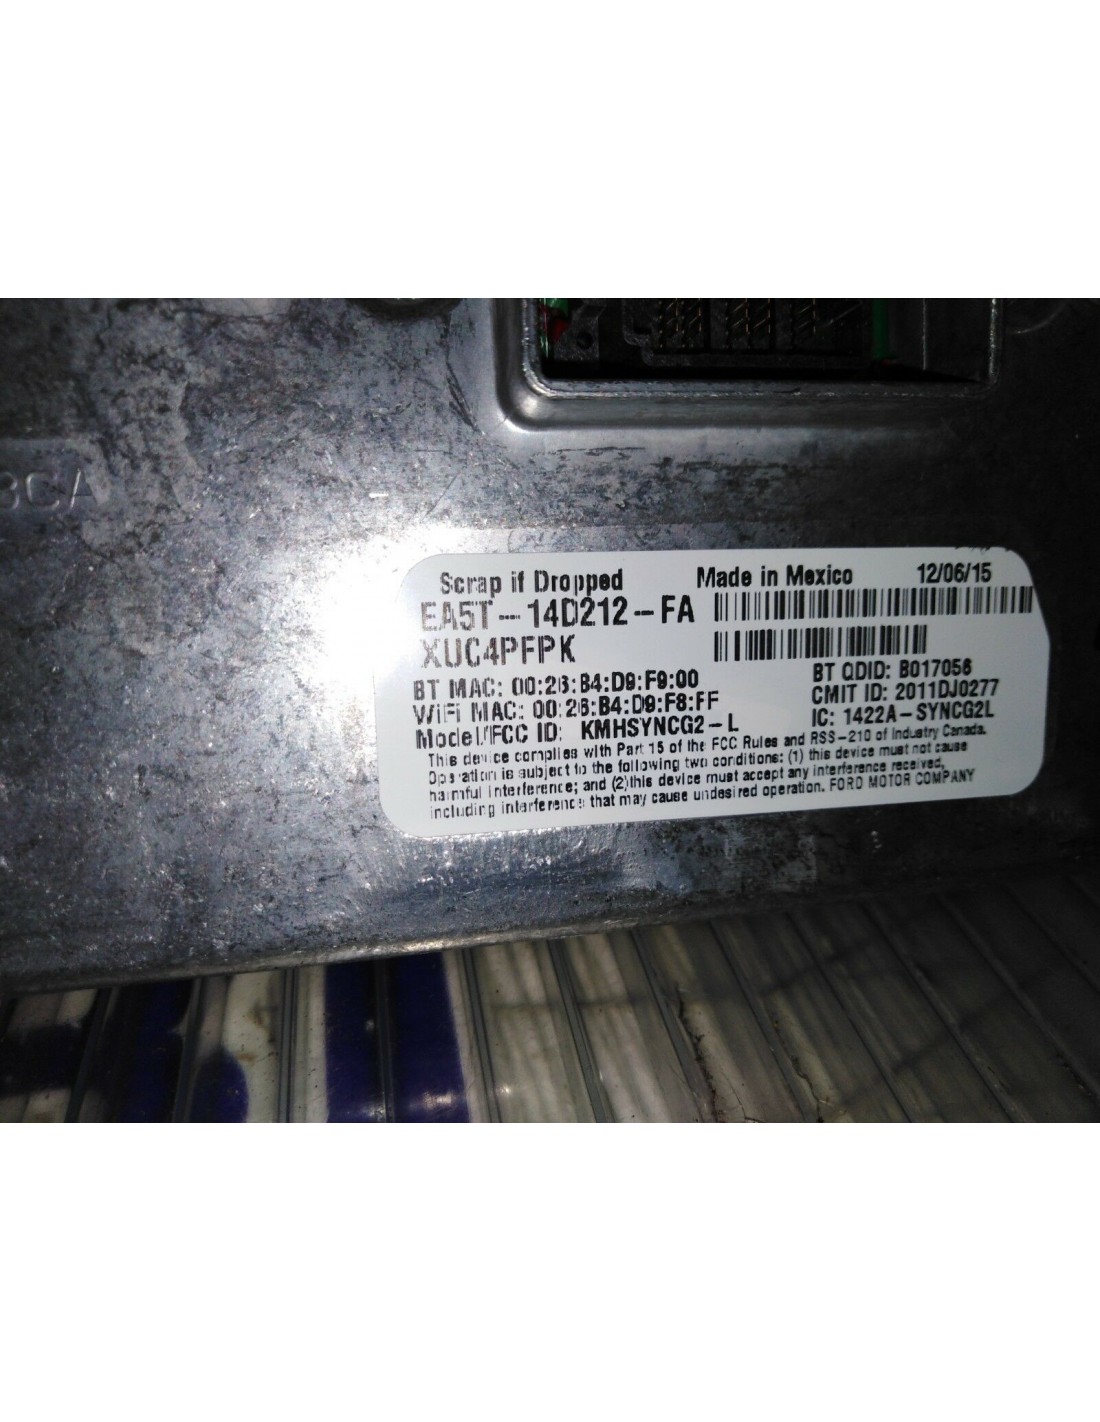 3CA
Scrap if Dropped Made in Mexico 12/06/15
EA5T-14D212-FA
XUC4PFPK
BT MAC: 00:26:B4:D9:F9:00 BT QDID: B017056
WiFi MAC: 00:26:B4:D9:F8:FF CMIT ID: 2011DJ0277
Model/FCC ID: KMHSYNCG2-L IC: 1422A-SYNCG2L
This device complies with Part 15 of the FCC Rules and RSS-210 of Industry Canada.
Operation is subject to the following two conditions: (1) this device must not cause
harmful interference; and (2)this device must accept any interference received,
including interference that may cause undesired operation. FORD MOTOR COMPANY